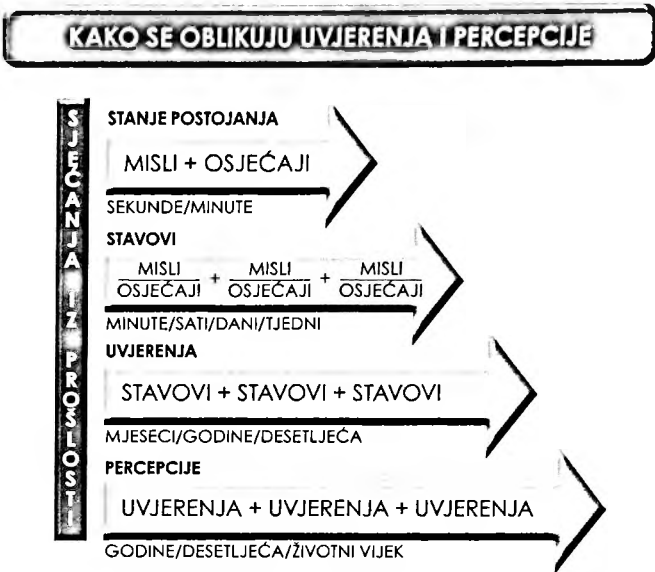 KAKO SE OBLIKUJU UVJERENJA I PERCEPCIJE
SJEĆANJA IZ PROŠLOSTI
STANJE POSTOJANJA
MISLI + OSJEĆAJI
SEKUNDE/MINUTE
STAVOVI
MISLI + MISLI + MISLI
OSJEĆAJI OSJEĆAJI OSJEĆAJI
MINUTE/SATI/DANI/TJEDNI
UVJERENJA
STAVOVI + STAVOVI + STAVOVI
MJESECI/GODINE/DESETLJEĆA
PERCEPCIJE
UVJERENJA + UVJERENJA + UVJERENJA
GODINE/DESETLJEĆA/ŽIVOTNI VIJEK